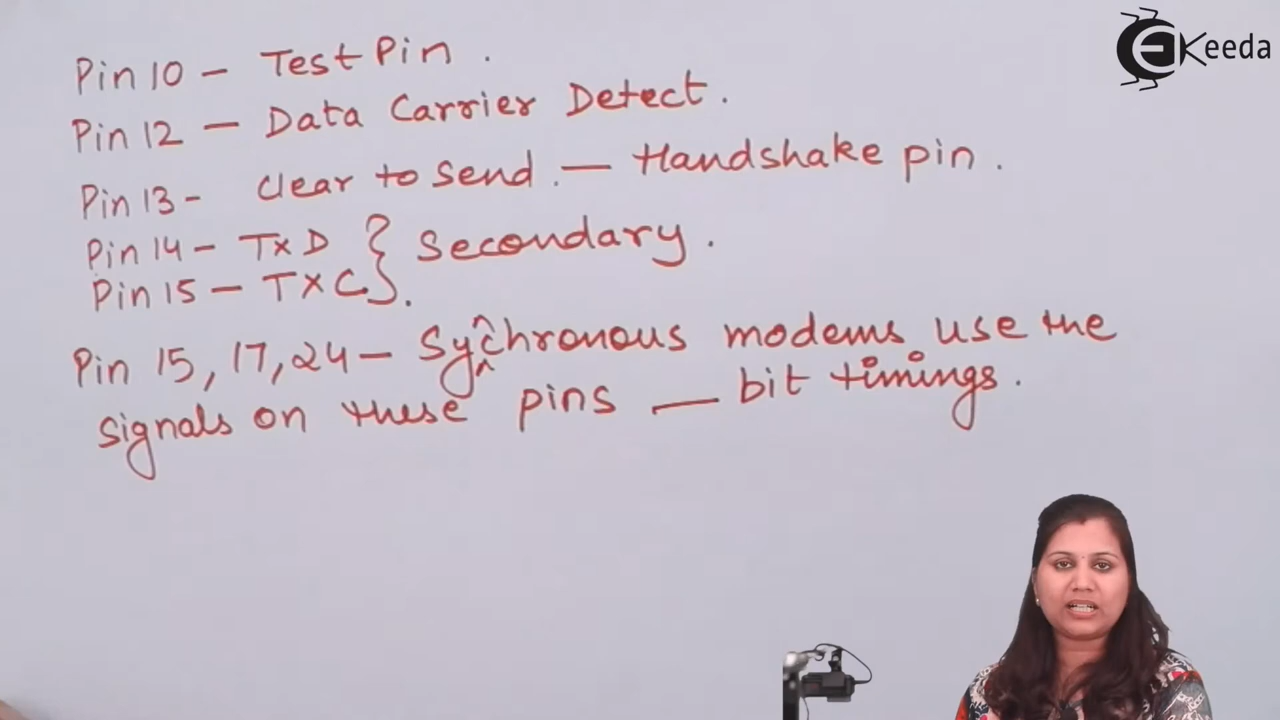 Pin 10 – Test Pin .
Pin 12 – Data Carrier Detect .
Pin 13 – Clear to Send . – Handshake pin .
Pin 14 – TXD } Secondary .
Pin 15 – TXC .
Pin 15, 17, 24 – Sychronous modems use the
signals on these pins – bit timings .
EKeeda